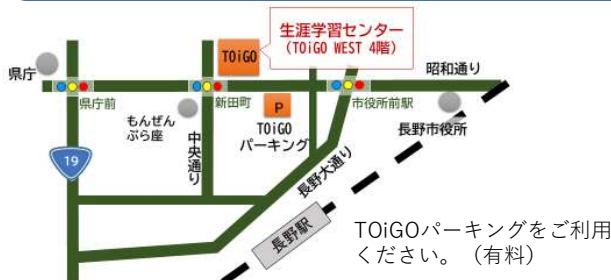 生涯学習センター
(TOiGO WEST 4階)
TOiGO
県庁
昭和通り
県庁前
新田町
市役所前駅
もんぜん
ぷら座
P
TOiGO
パーキング
長野市役所
中央通り
19
長野大通り
長野駅
TOiGOパーキングをご利用
ください。（有料）